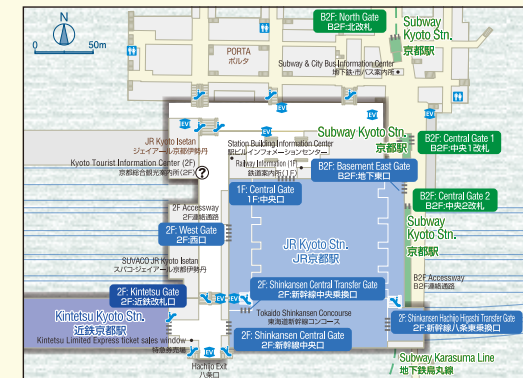 N
0 50m
PORTA
ポルタ
B2F: North Gate
B2F:北改札
Subway
Kyoto Stn.
京都駅
Subway & City Bus Information Center
地下鉄・市バス案内所
EV
JR Kyoto Isetan
ジェイアール京都伊勢丹
Station Building Information Center
駅ビルインフォメーションセンター
Subway Kyoto Stn.
京都駅
B2F: Central Gate 1
B2F:中央1改札
Kyoto Tourist Information Center (2F)
京都総合観光案内所(2F)
?
Railway Information (1F)
鉄道案内所(1F)
B2F: Basement East Gate
B2F:地下東口
1F: Central Gate
1F:中央口
B2F: Central Gate 2
B2F:中央2改札
2F Accessway
2F連絡通路
Subway
Kyoto Stn.
京都駅
2F: West Gate
2F:西口
JR Kyoto Stn.
JR京都駅
SUVACO JR Kyoto Isetan
スバコ・ジェイアール京都伊勢丹
B2F Accessway
B2F連絡通路
2F: Kintetsu Gate
2F:近鉄改札口
EV
EV
2F: Shinkansen Central Transfer Gate
2F:新幹線中央乗換口
EV
Kintetsu Kyoto Stn.
近鉄京都駅
Tokaido Shinkansen Concourse
東海道新幹線コンコース
2F: Shinkansen Hachijo Higashi Transfer Gate
2F:新幹線八条東乗換口
Kintetsu Limited Express ticket sales window
特急券売場
2F: Shinkansen Central Gate
2F:新幹線中央口
EV
Hachijo Exit
八条口
Subway Karasuma Line
地下鉄烏丸線